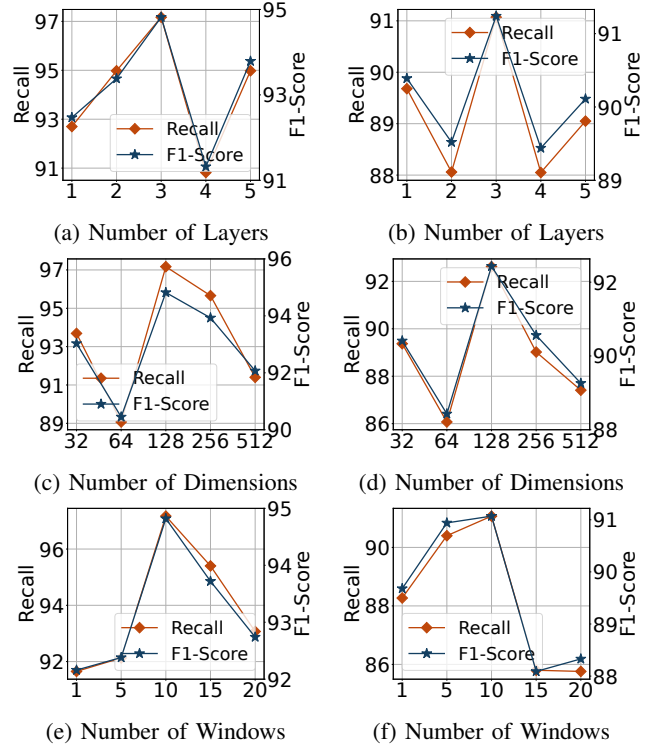 97
95
93
91
Recall
95
93
91
F1-Score
Recall
F1-Score
1 2 3 4 5
(a) Number of Layers
91
90
89
88
Recall
91
90
89
F1-Score
Recall
F1-Score
1 2 3 4 5
(b) Number of Layers
97
95
93
91
89
Recall
96
94
92
90
F1-Score
Recall
F1-Score
32 64 128 256 512
(c) Number of Dimensions
92
90
88
86
Recall
92
90
88
F1-Score
Recall
F1-Score
32 64 128 256 512
(d) Number of Dimensions
96
94
92
Recall
95
94
93
92
F1-Score
Recall
F1-Score
1 5 10 15 20
(e) Number of Windows
90
88
86
Recall
91
90
89
88
F1-Score
Recall
F1-Score
1 5 10 15 20
(f) Number of Windows